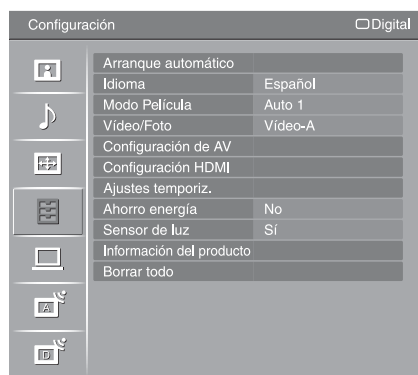 Configuración Digital
Arranque automático
Idioma Español
Modo Película Auto 1
Vídeo/Foto Vídeo-A
Configuración de AV
Configuración HDMI
Ajustes temporiz.
Ahorro energía No
Sensor de luz Sí
Información del producto
Borrar todo
A
D